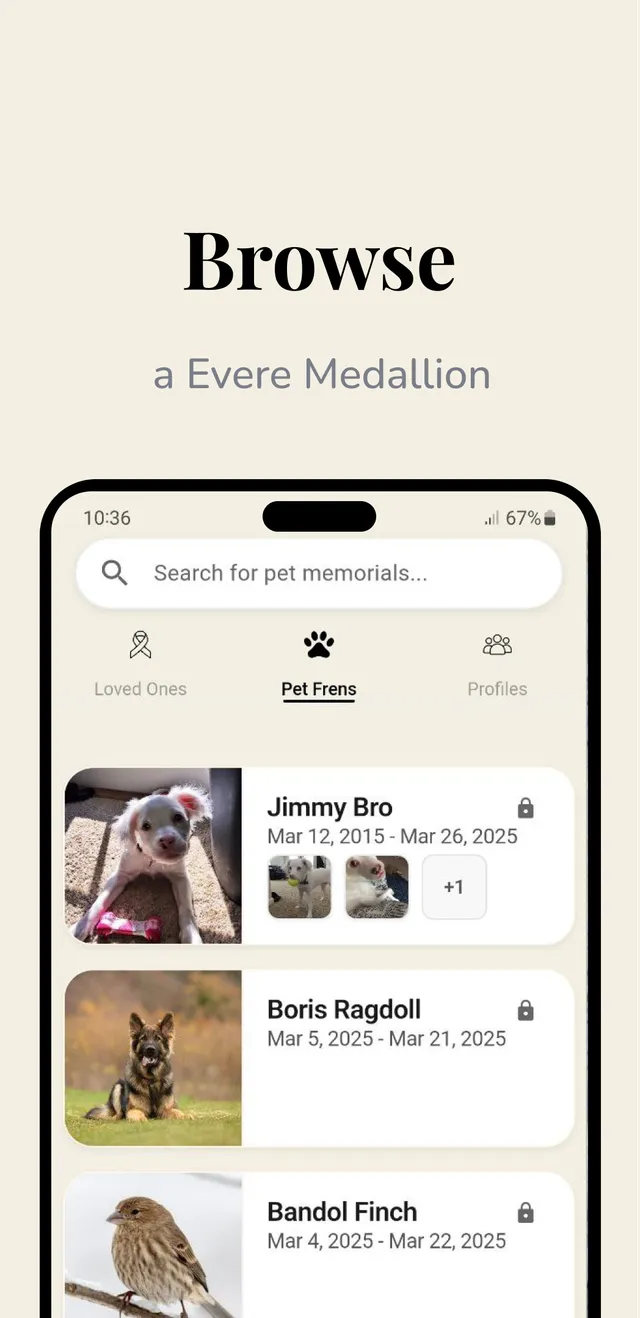 Browse
a Evere Medallion
10:36
67%
Search for pet memorials...
Loved Ones
Pet Frens
Profiles
Jimmy Bro
Mar 12, 2015 - Mar 26, 2025
+1
Boris Ragdoll
Mar 5, 2025 - Mar 21, 2025
Bandol Finch
Mar 4, 2025 - Mar 22, 2025